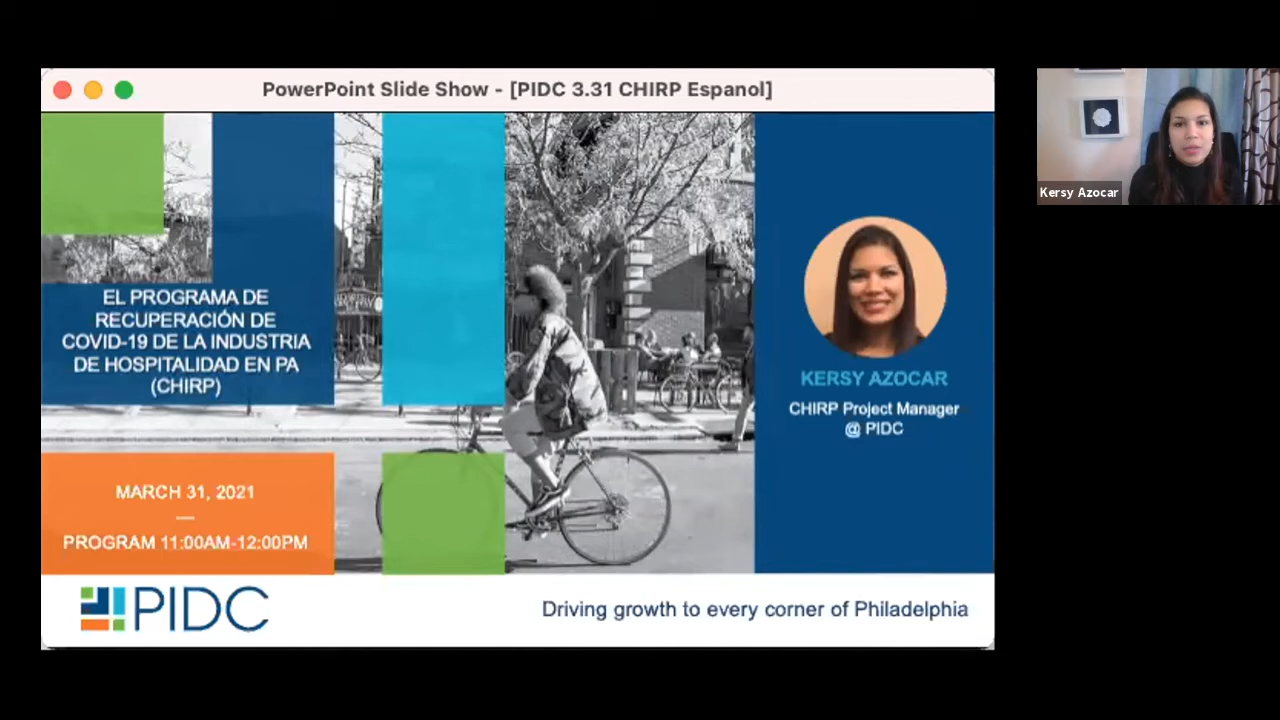 PowerPoint Slide Show - [PIDC 3.31 CHIRP Espanol]
EL PROGRAMA DE
RECUPERACIÓN DE
COVID-19 DE LA INDUSTRIA
DE HOSPITALIDAD EN PA
(CHIRP)
MARCH 31, 2021
—
PROGRAM 11:00AM-12:00PM
KERSY AZOCAR
CHIRP Project Manager
@ PIDC
PIDC
Driving growth to every corner of Philadelphia
Kersy Azocar